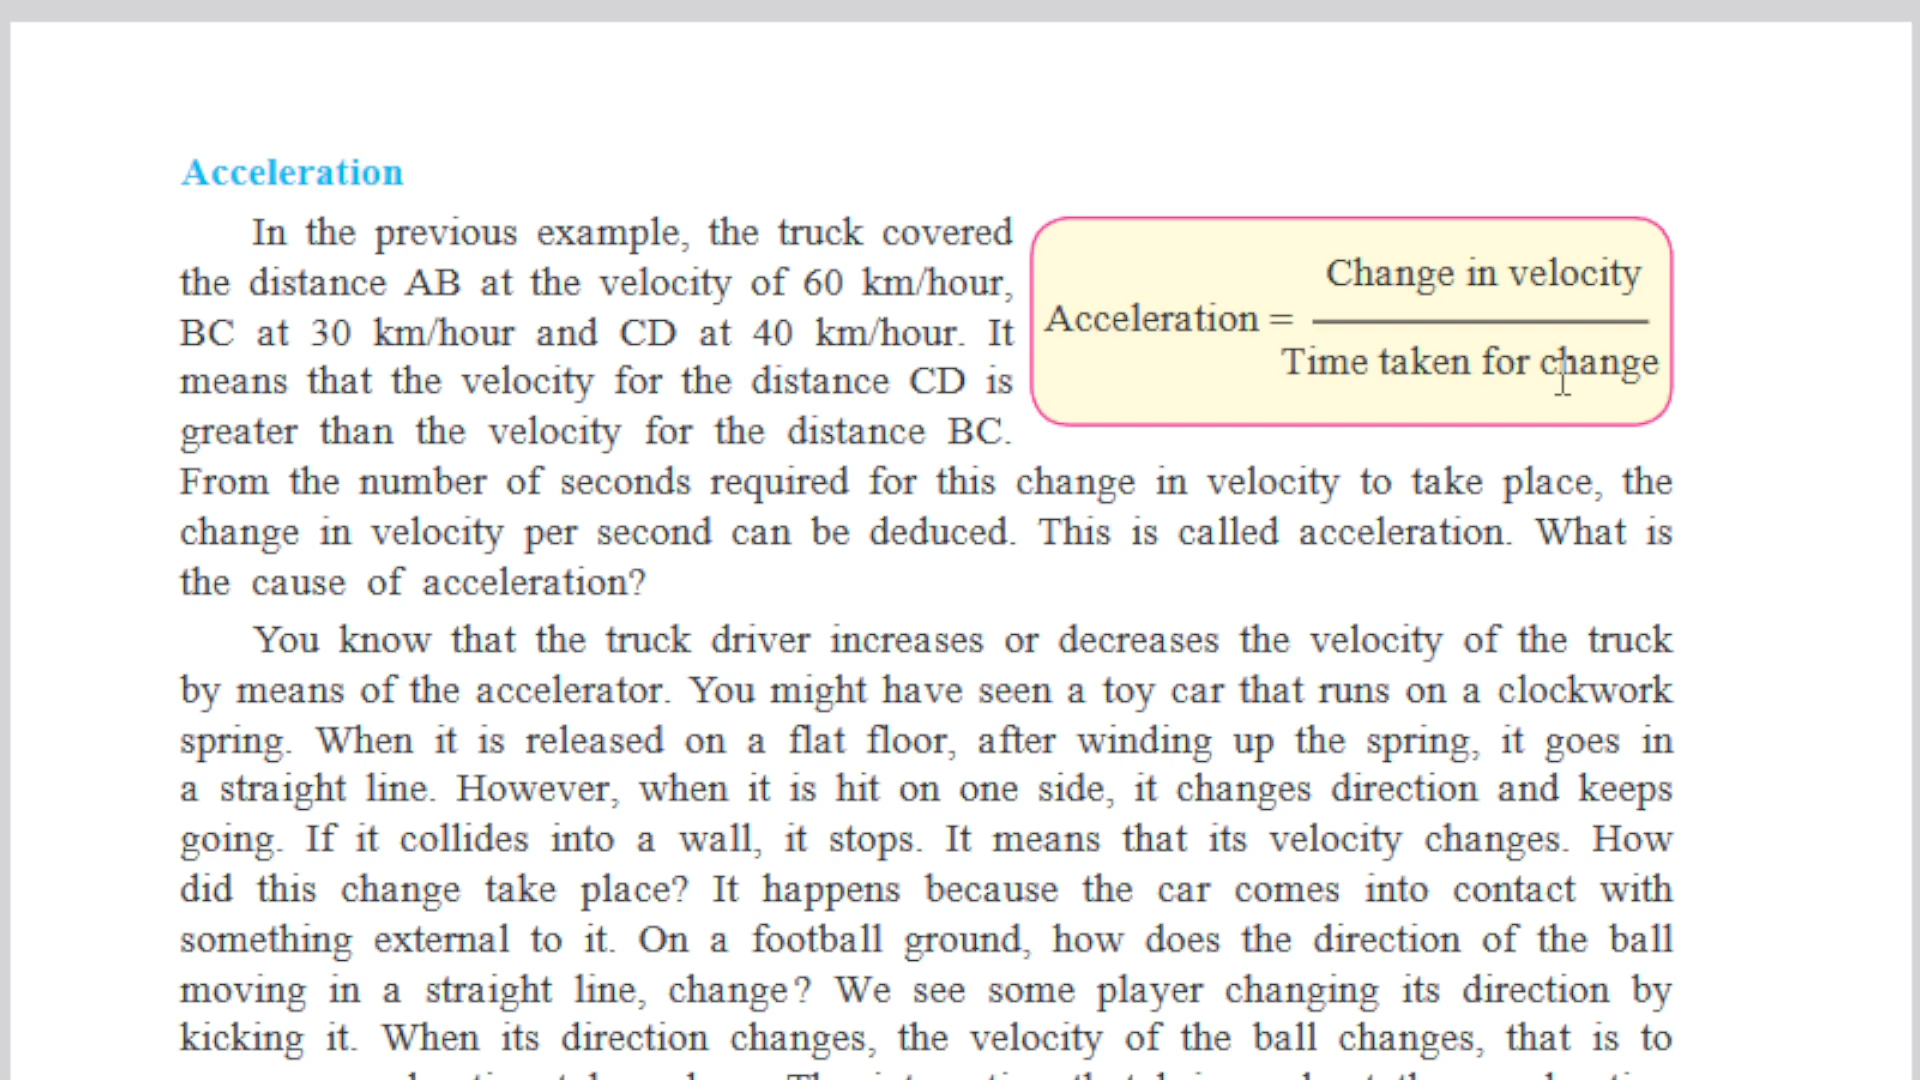 Acceleration
In the previous example, the truck covered
the distance AB at the velocity of 60 km/hour,
BC at 30 km/hour and CD at 40 km/hour. It
means that the velocity for the distance CD is
greater than the velocity for the distance BC.
Change in velocity
Acceleration =
Time taken for change
From the number of seconds required for this change in velocity to take place, the
change in velocity per second can be deduced. This is called acceleration. What is
the cause of acceleration?
You know that the truck driver increases or decreases the velocity of the truck
by means of the accelerator. You might have seen a toy car that runs on a clockwork
spring. When it is released on a flat floor, after winding up the spring, it goes in
a straight line. However, when it is hit on one side, it changes direction and keeps
going. If it collides into a wall, it stops. It means that its velocity changes. How
did this change take place? It happens because the car comes into contact with
something external to it. On a football ground, how does the direction of the ball
moving in a straight line, change? We see some player changing its direction by
kicking it. When its direction changes, the velocity of the ball changes, that is to